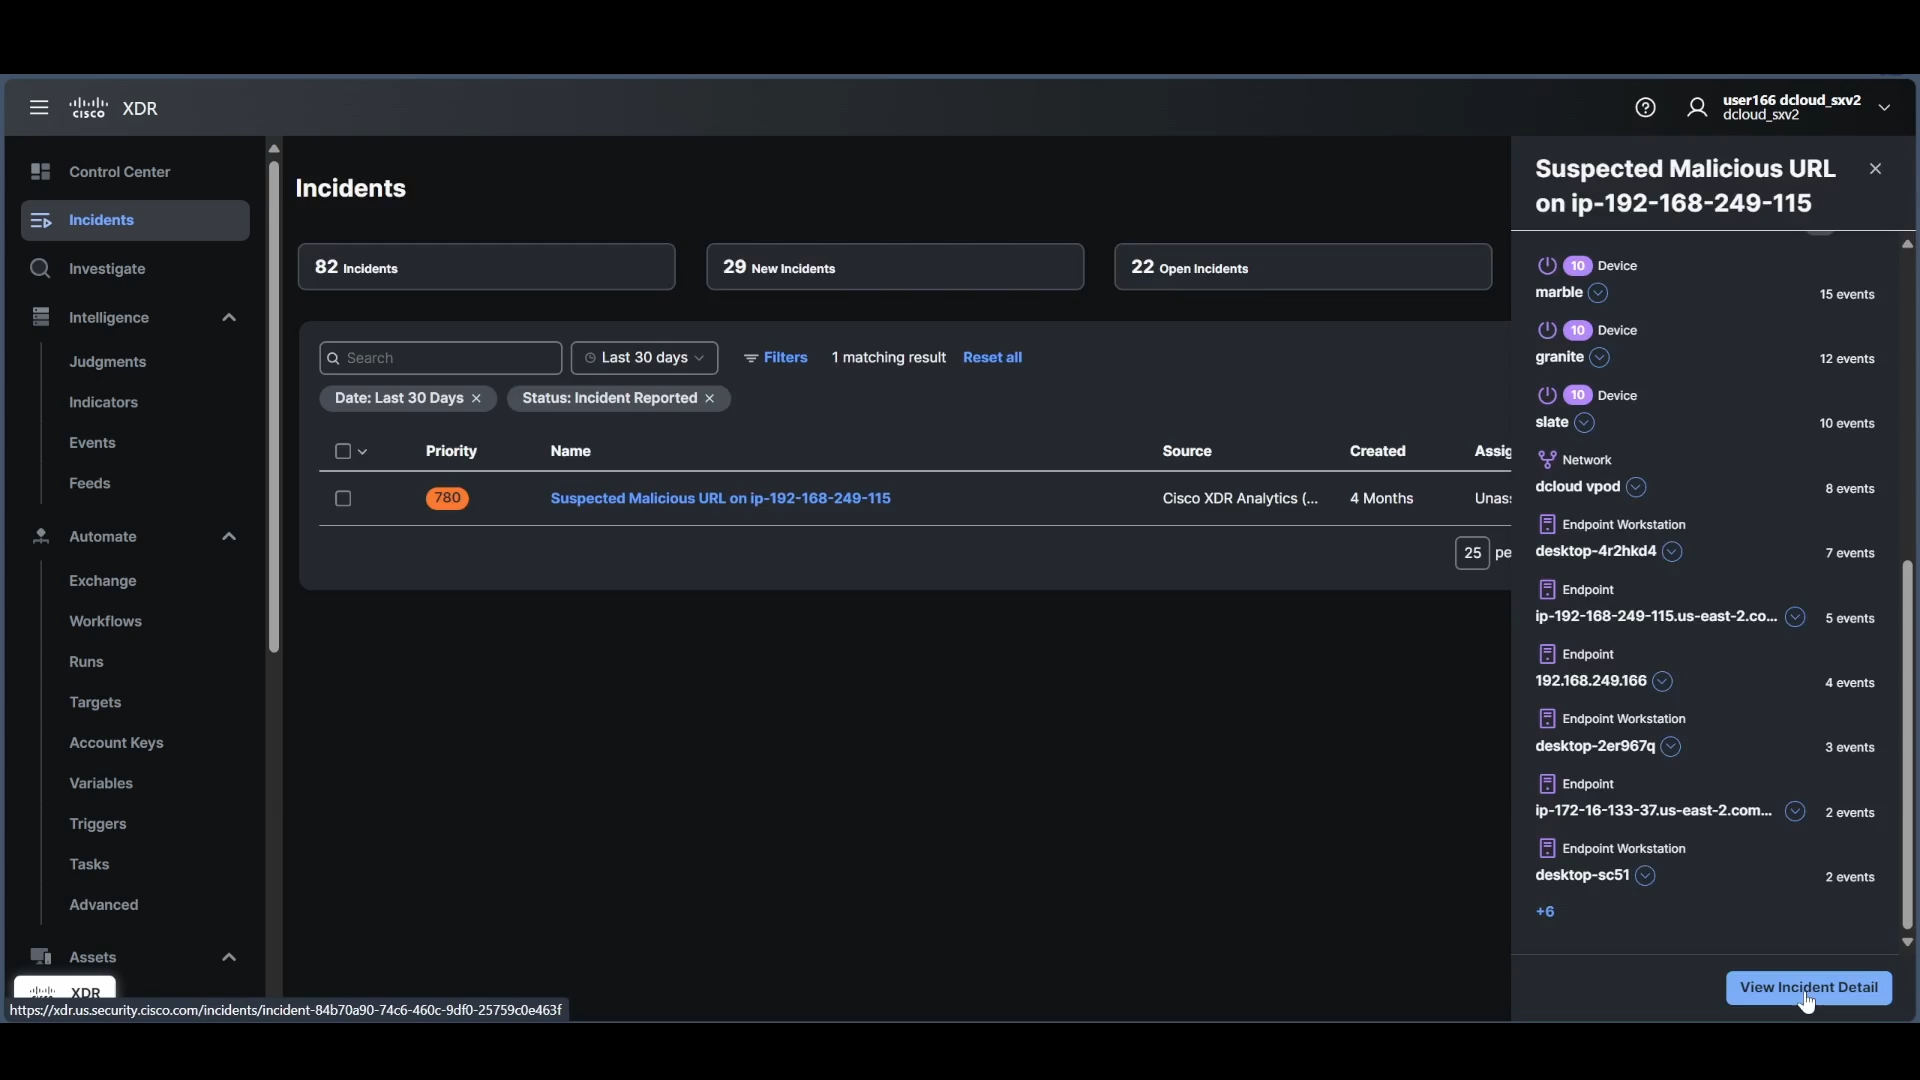 cisco XDR
user166 dcloud_sxv2
dcloud_sxv2
Control Center
Incidents
Investigate
Intelligence
Judgments
Indicators
Events
Feeds
Automate
Exchange
Workflows
Runs
Targets
Account Keys
Variables
Triggers
Tasks
Advanced
Assets
XDR
https://xdr.us.security.cisco.com/incidents/incident-84b70a90-74c6-460c-9df0-25759c0e463f
Incidents
82 Incidents
29 New Incidents
22 Open Incidents
Search
Last 30 days
Filters
1 matching result
Reset all
Date: Last 30 Days
Status: Incident Reported
Priority Name Source Created Assig
780 Suspected Malicious URL on ip-192-168-249-115 Cisco XDR Analytics (... 4 Months Unas
25 pe
Suspected Malicious URL
on ip-192-168-249-115
10 Device
marble 15 events
10 Device
granite 12 events
10 Device
slate 10 events
Network
dcloud vpod 8 events
Endpoint Workstation
desktop-4r2hkd4 7 events
Endpoint
ip-192-168-249-115.us-east-2.co... 5 events
Endpoint
192.168.249.166 4 events
Endpoint Workstation
desktop-2er967q 3 events
Endpoint
ip-172-16-133-37.us-east-2.com... 2 events
Endpoint Workstation
desktop-sc51 2 events
+6
View Incident Detail